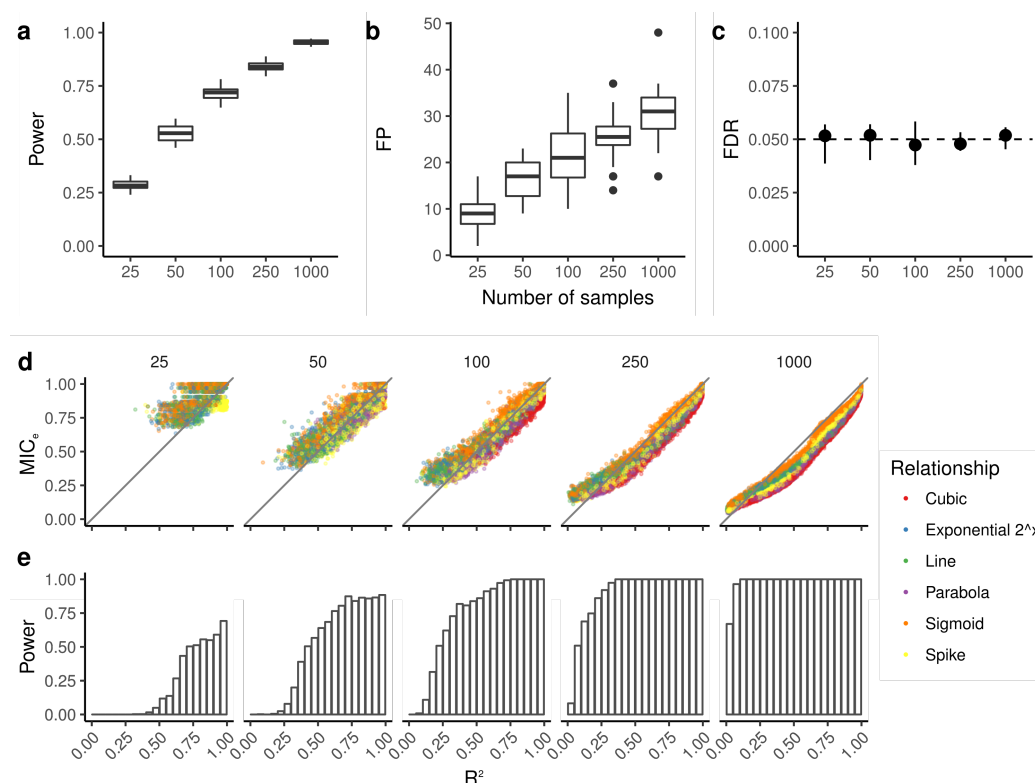 a
b
c
1.00
0.75
0.50
0.25
0.00
Power
25 50 100 250 1000
50
40
30
20
10
0
FP
25 50 100 250 1000
Number of samples
0.100
0.075
0.050
0.025
0.000
FDR
25 50 100 250 1000
d
25 50 100 250 1000
1.00
0.75
0.50
0.25
0.00
MICe
Relationship
Cubic
Exponential 2^x
Line
Parabola
Sigmoid
Spike
e
1.00
0.75
0.50
0.25
0.00
Power
0.00 0.25 0.50 0.75 1.00
0.00 0.25 0.50 0.75 1.00
0.00 0.25 0.50 0.75 1.00
0.00 0.25 0.50 0.75 1.00
0.00 0.25 0.50 0.75 1.00
R²